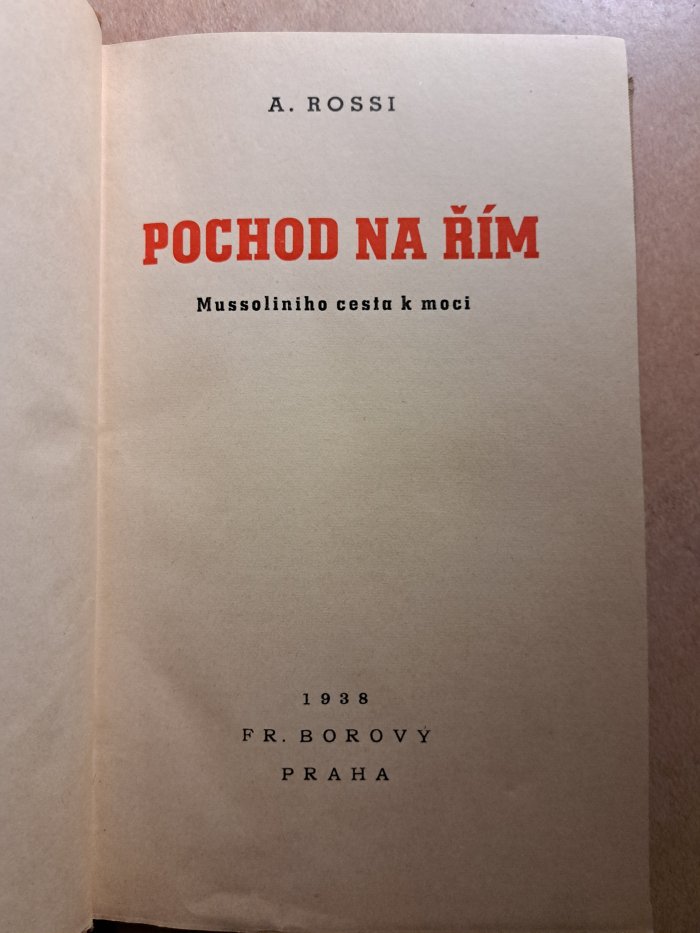 A. ROSSI
POCHOD NA ŘÍM
Mussoliniho cesta k moci
1938
FR. BOROVÝ
PRAHA